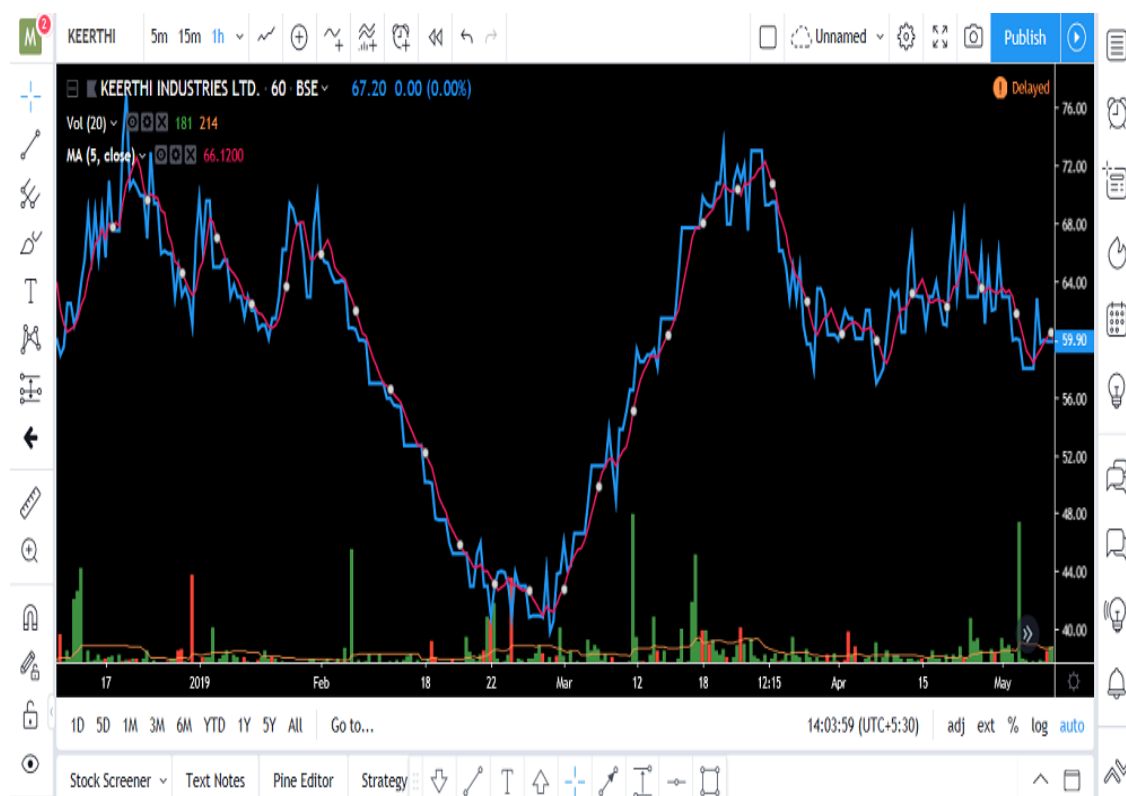 M 2 KEERTHI 5m 15m 1h Unnamed Publish
KEERTHI INDUSTRIES LTD. · 60 · BSE 67.20 0.00 (0.00%) Delayed
Vol (20) 181 214
MA (5, close) 66.1200
76.00
72.00
68.00
64.00
59.90
56.00
52.00
48.00
44.00
40.00
17 2019 Feb 18 22 Mar 12 18 12:15 Apr 15 May
1D 5D 1M 3M 6M YTD 1Y 5Y All Go to... 14:03:59 (UTC+5:30) adj ext % log auto
Stock Screener Text Notes Pine Editor Strategy T